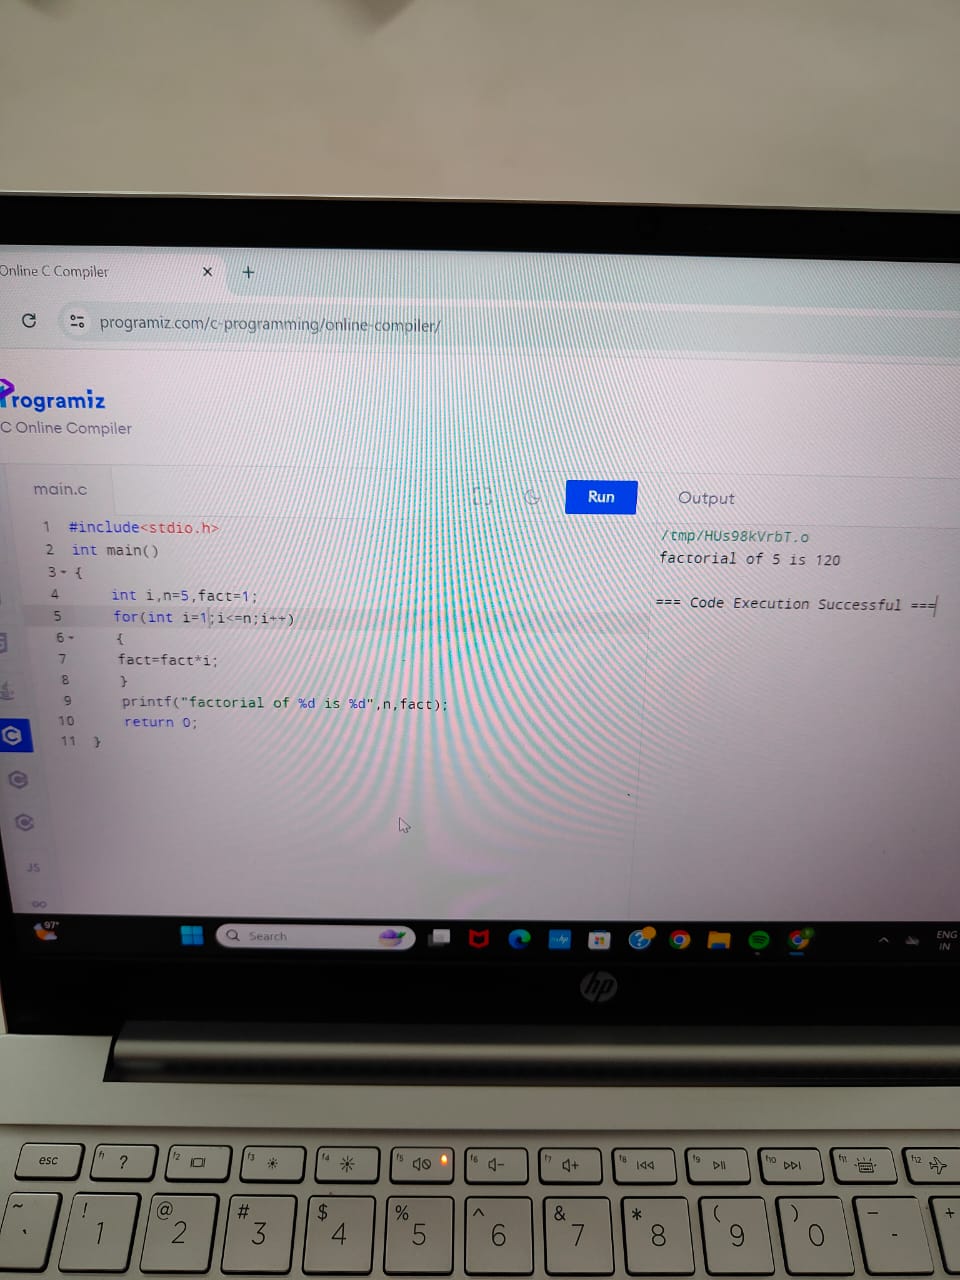 Online C Compiler
programiz.com/c-programming/online-compiler/
Programiz
C Online Compiler
main.c
Run
Output
1 #include<stdio.h>
2 int main()
3 {
4 int i,n=5,fact=1;
5 for(int i=1;i<=n;i++)
6 {
7 fact=fact*i;
8 }
9 printf("factorial of %d is %d",n,fact);
10 return 0;
11 }
/tmp/HUs98kVrbT.o
factorial of 5 is 120
=== Code Execution Successful ===
JS
97°
Search
ENG
IN
hp
esc
f1 ?
f2
f3
f4
f5
f6
f7
f8
f9
f10
f11
f12
~ `
! 1
@ 2
# 3
$ 4
% 5
^ 6
& 7
* 8
( 9
) 0
_ -
+